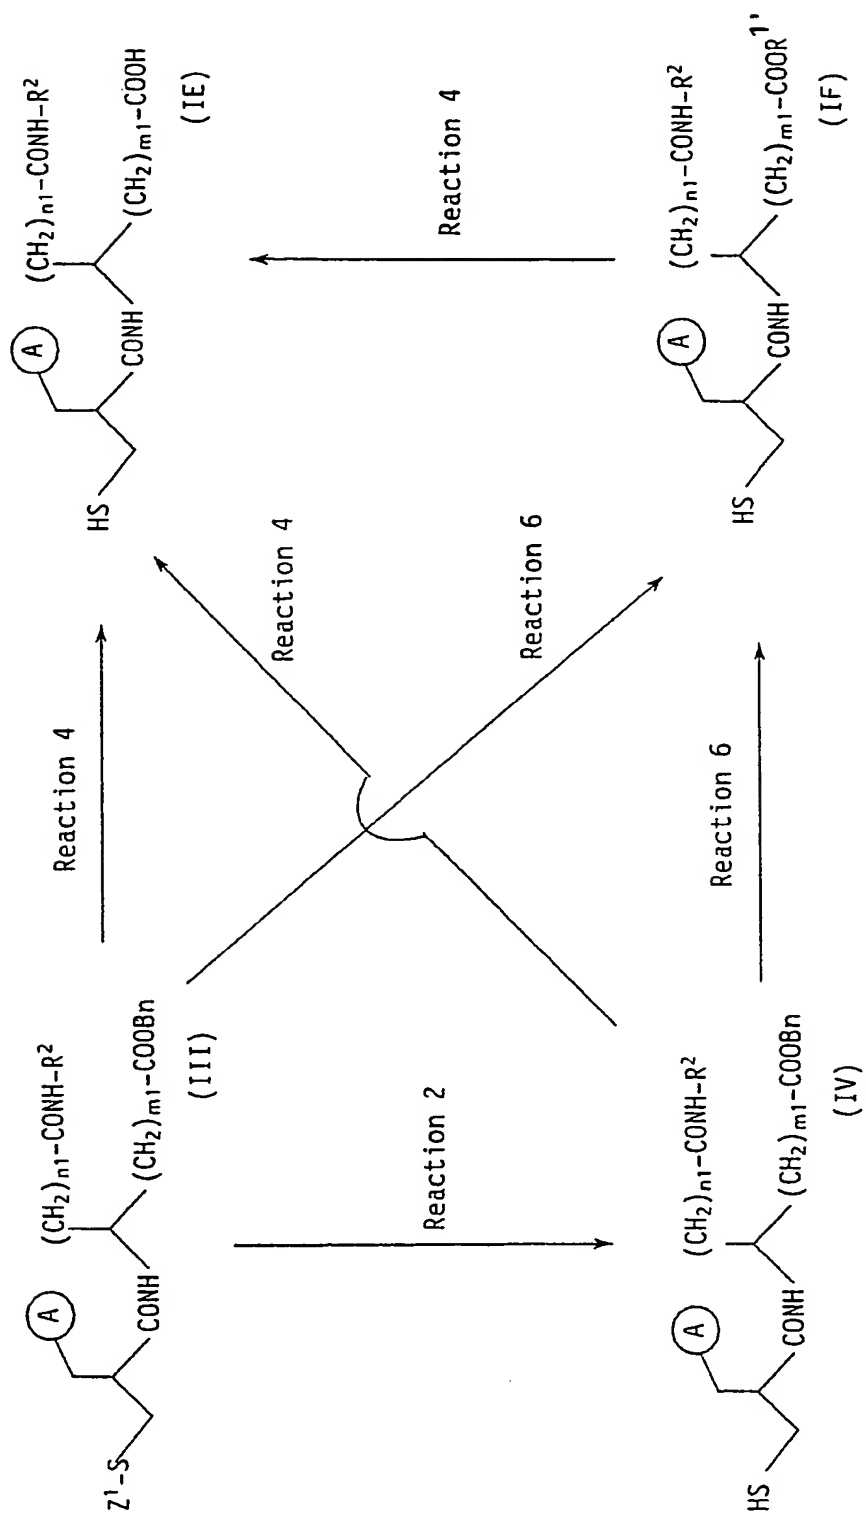 Z¹-S
A
CONH
(CH₂)ₙ₁-CONH-R²
(CH₂)ₘ₁-COOBn
(III)
Reaction 4
HS
A
CONH
(CH₂)ₙ₁-CONH-R²
(CH₂)ₘ₁-COOH
(IE)
Reaction 2
Reaction 4
Reaction 6
Reaction 4
HS
A
CONH
(CH₂)ₙ₁-CONH-R²
(CH₂)ₘ₁-COOBn
(IV)
Reaction 6
HS
A
CONH
(CH₂)ₙ₁-CONH-R²
(CH₂)ₘ₁-COOR¹'
(IF)